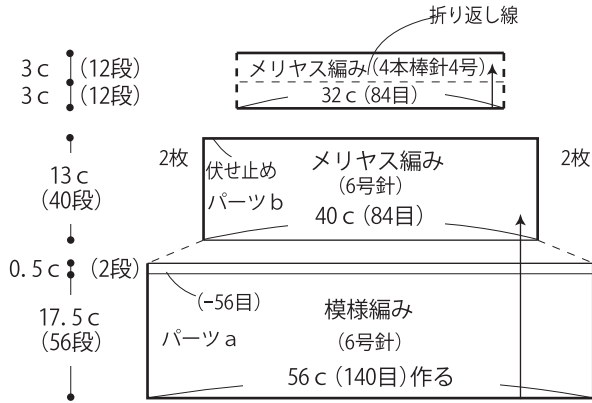 折り返し線
3c (12段)
メリヤス編み(4本棒針4号)
3c (12段)
32c (84目)
2枚
伏せ止め
メリヤス編み
2枚
(6号針)
13c
(40段)
パーツb
40c (84目)
0.5c (2段)
(-56目)
17.5c
(56段)
模様編み
パーツa
(6号針)
56c (140目)作る